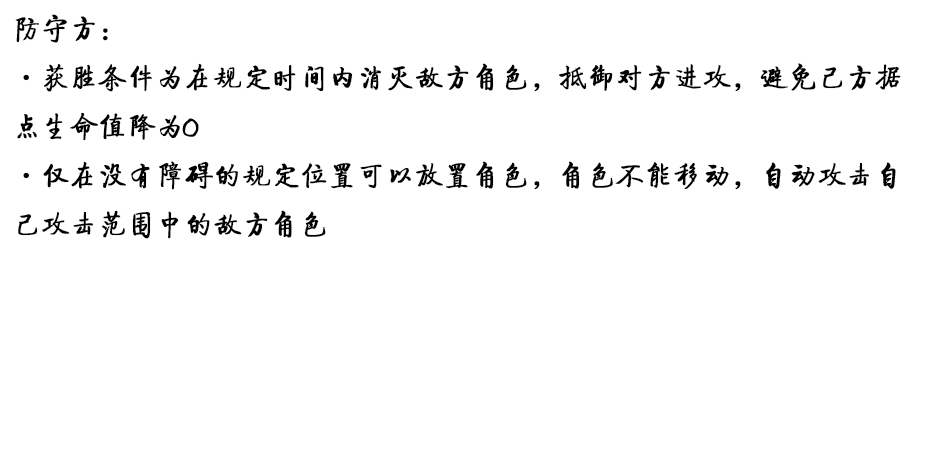 防守方：
·获胜条件为在规定时间内消灭敌方角色，抵御对方进攻，避免己方据
点生命值降为0
·仅在没有障碍的规定位置可以放置角色，角色不能移动，自动攻击自
己攻击范围中的敌方角色